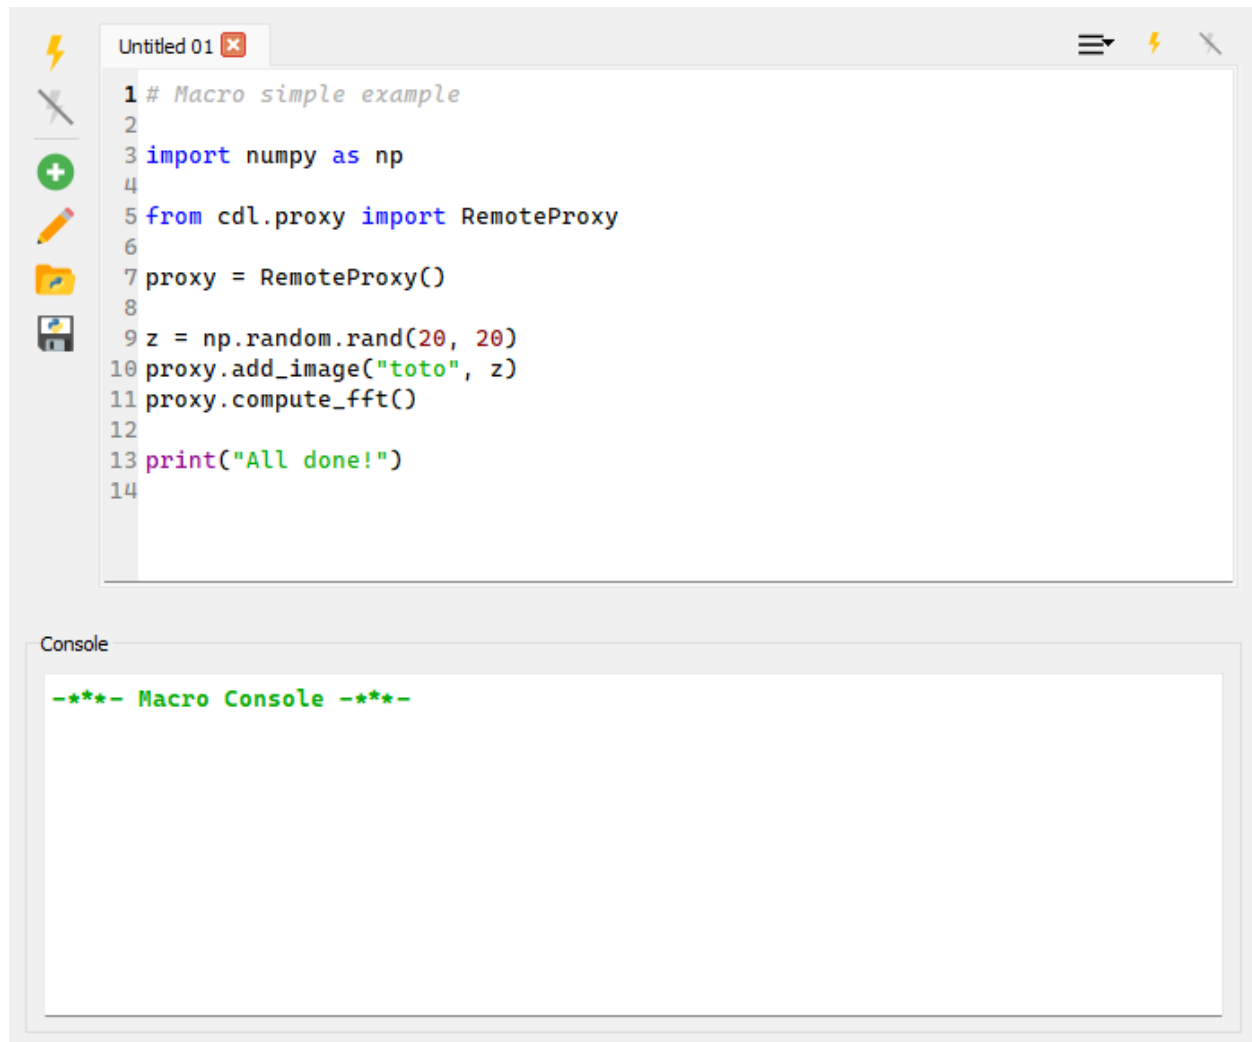 Untitled 01
1 # Macro simple example
2
3 import numpy as np
4
5 from cdl.proxy import RemoteProxy
6
7 proxy = RemoteProxy()
8
9 z = np.random.rand(20, 20)
10 proxy.add_image("toto", z)
11 proxy.compute_fft()
12
13 print("All done!")
14
Console
-***- Macro Console -***-